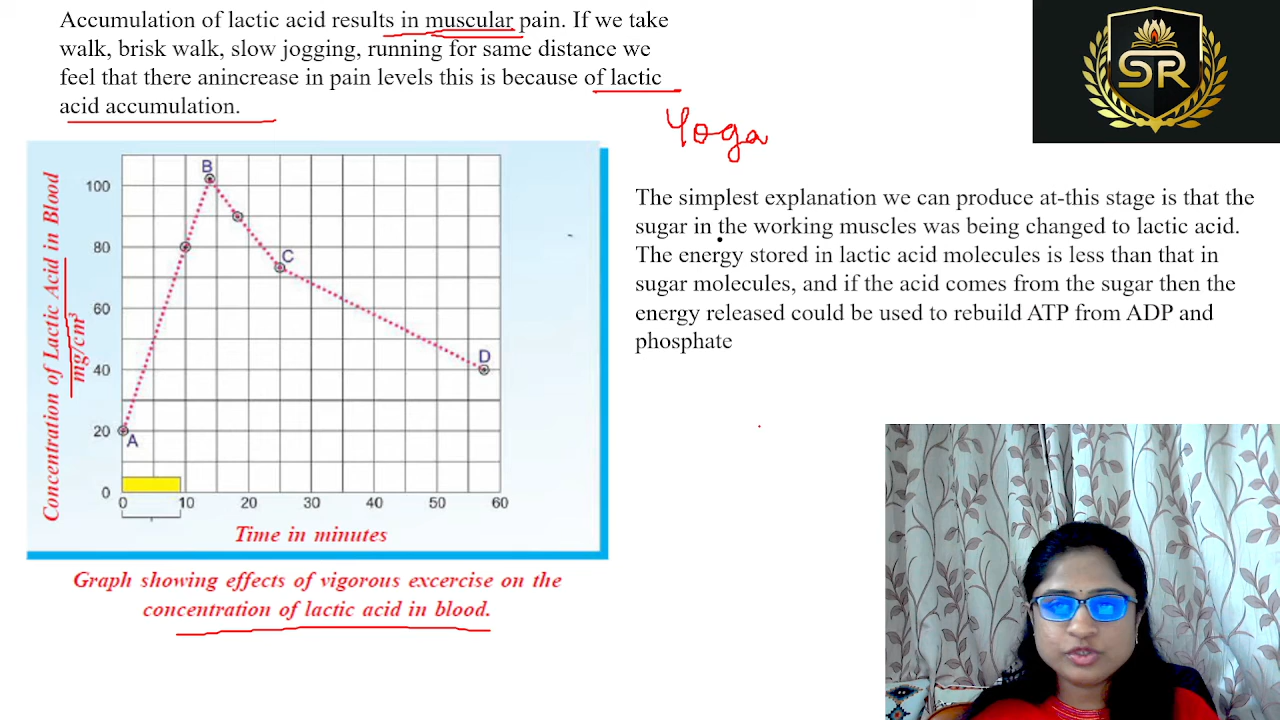 Accumulation of lactic acid results in muscular pain. If we take
walk, brisk walk, slow jogging, running for same distance we
feel that there anincrease in pain levels this is because of lactic
acid accumulation.
SR
Yoga
The simplest explanation we can produce at-this stage is that the
sugar in the working muscles was being changed to lactic acid.
The energy stored in lactic acid molecules is less than that in
sugar molecules, and if the acid comes from the sugar then the
energy released could be used to rebuild ATP from ADP and
phosphate
Concentration of Lactic Acid in Blood
mg/cm³
100
80
60
40
20
0
A
B
C
D
0 10 20 30 40 50 60
Time in minutes
Graph showing effects of vigorous excercise on the
concentration of lactic acid in blood.